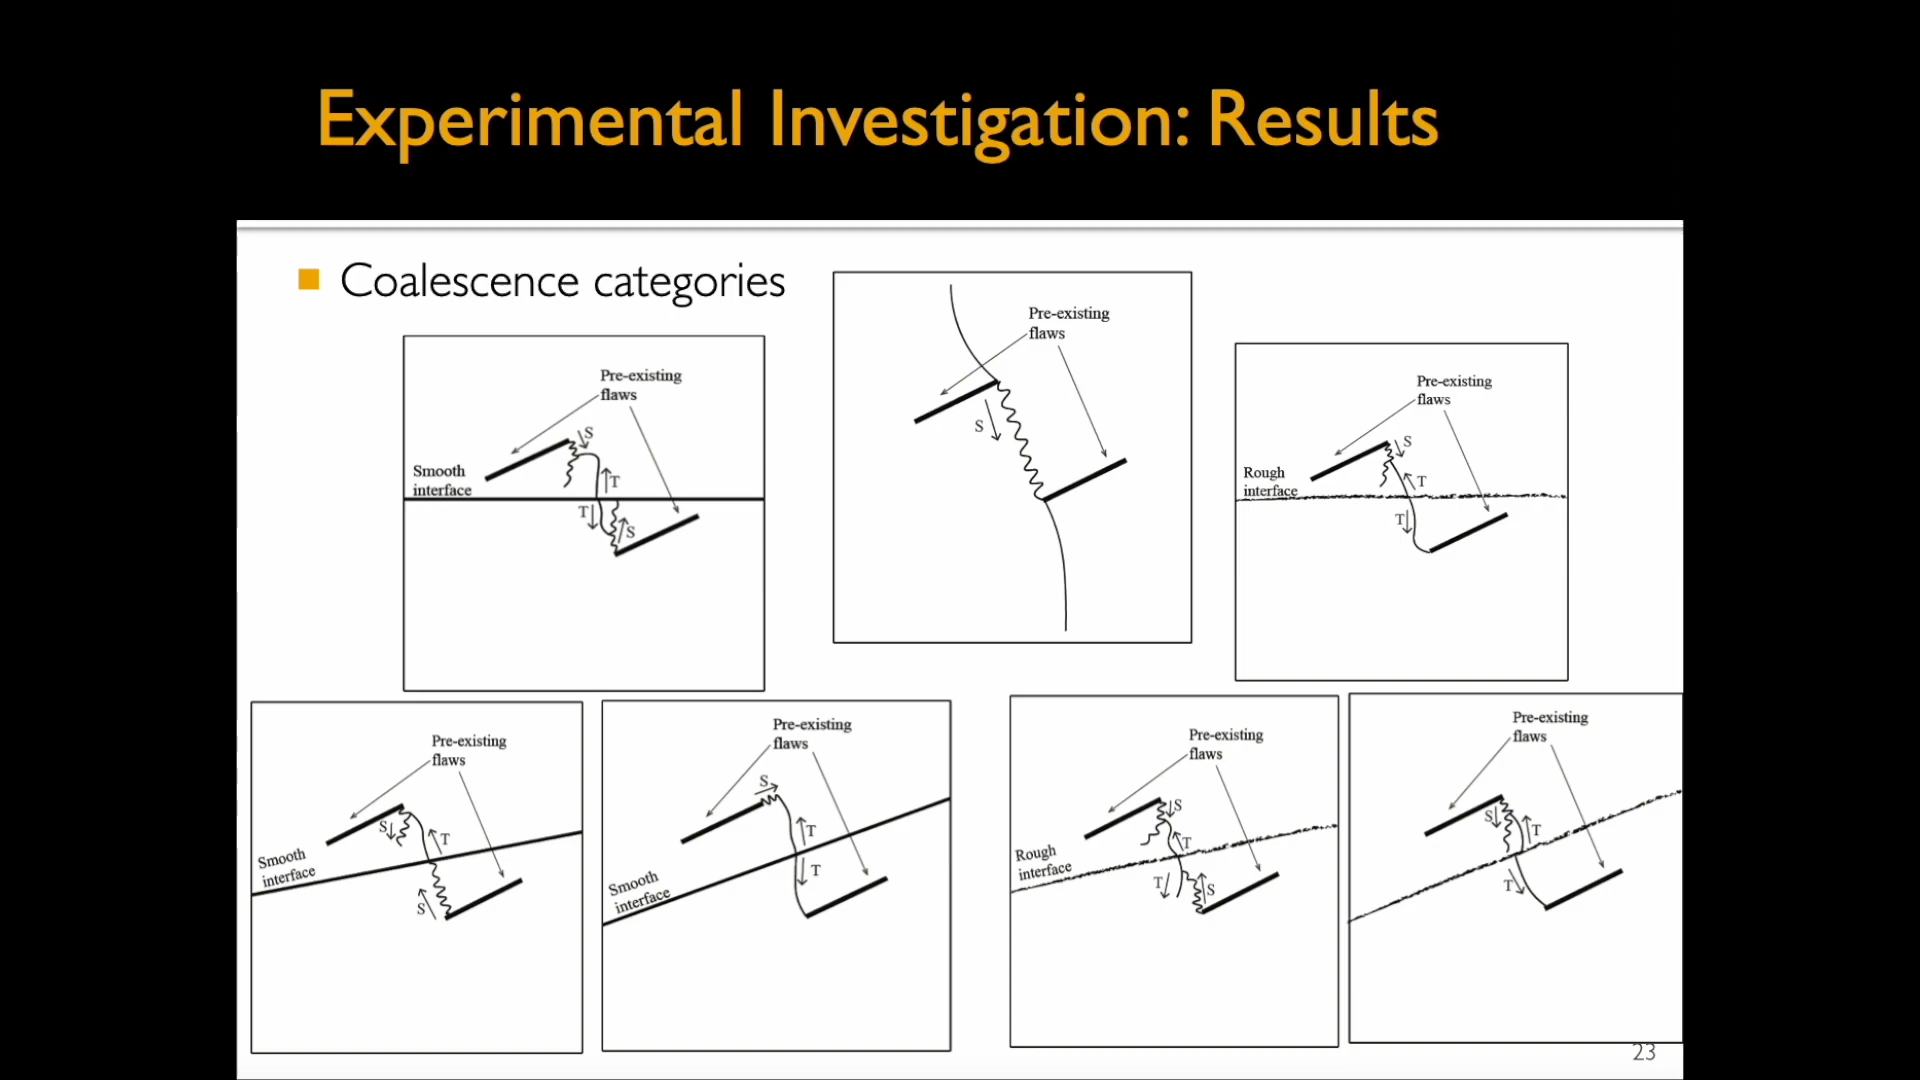 Experimental Investigation: Results
Coalescence categories
Pre-existing
flaws
S
Smooth
interface
T
T
S
Pre-existing
flaws
S
Pre-existing
flaws
S
Rough
interface
T
T
Pre-existing
flaws
S
T
Smooth
interface
S
Pre-existing
flaws
S
T
T
Smooth
interface
Pre-existing
flaws
S
T
Rough
interface
T
S
Pre-existing
flaws
S
T
T
23